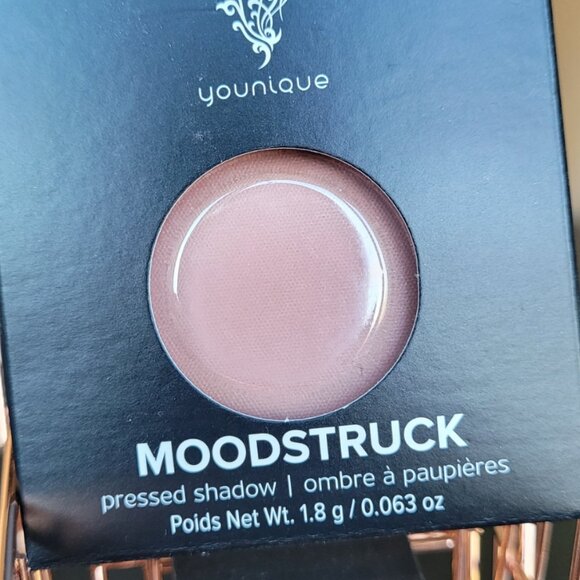 younique
MOODSTRUCK
pressed shadow | ombre à paupières
Poids Net Wt. 1.8 g / 0.063 oz